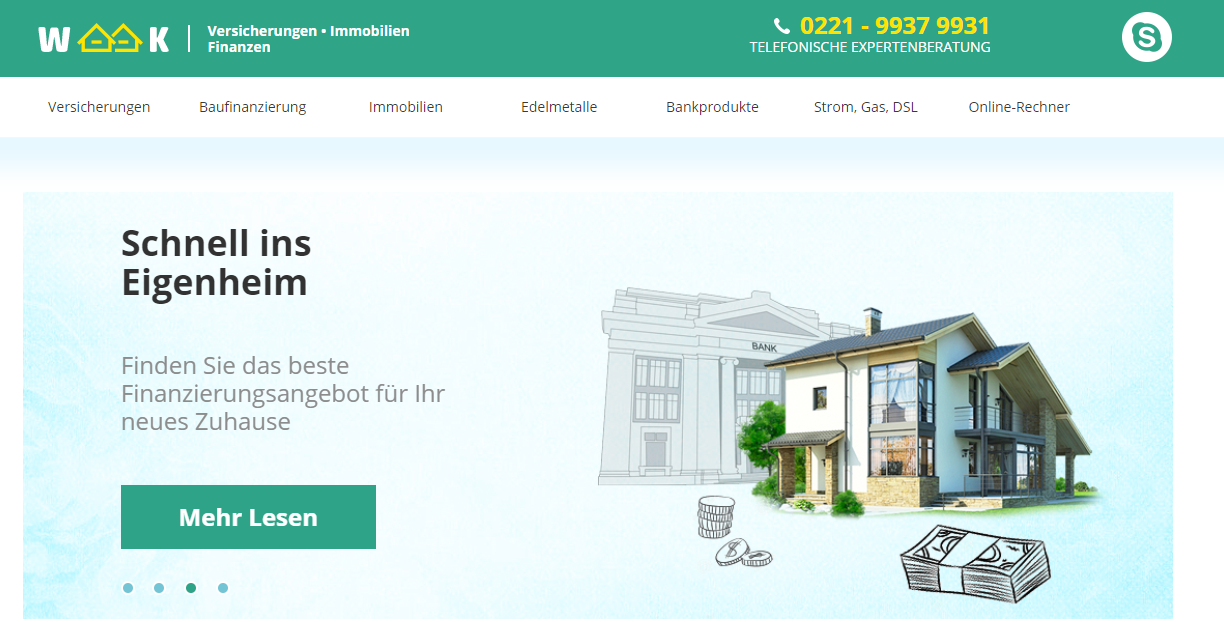 W K
Versicherungen • Immobilien
Finanzen
0221 - 9937 9931
TELEFONISCHE EXPERTENBERATUNG
S
Versicherungen
Baufinanzierung
Immobilien
Edelmetalle
Bankprodukte
Strom, Gas, DSL
Online-Rechner
Schnell ins
Eigenheim
BANK
Finden Sie das beste
Finanzierungsangebot für Ihr
neues Zuhause
Mehr Lesen